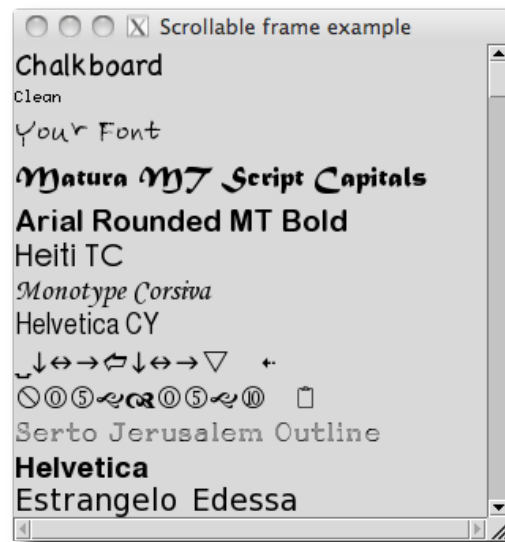 Scrollable frame example
Chalkboard
Clean
Your Font
Matura MT Script Capitals
Arial Rounded MT Bold
Heiti TC
Monotype Corsiva
Helvetica CY
Serto Jerusalem Outline
Helvetica
Estrangelo Edessa